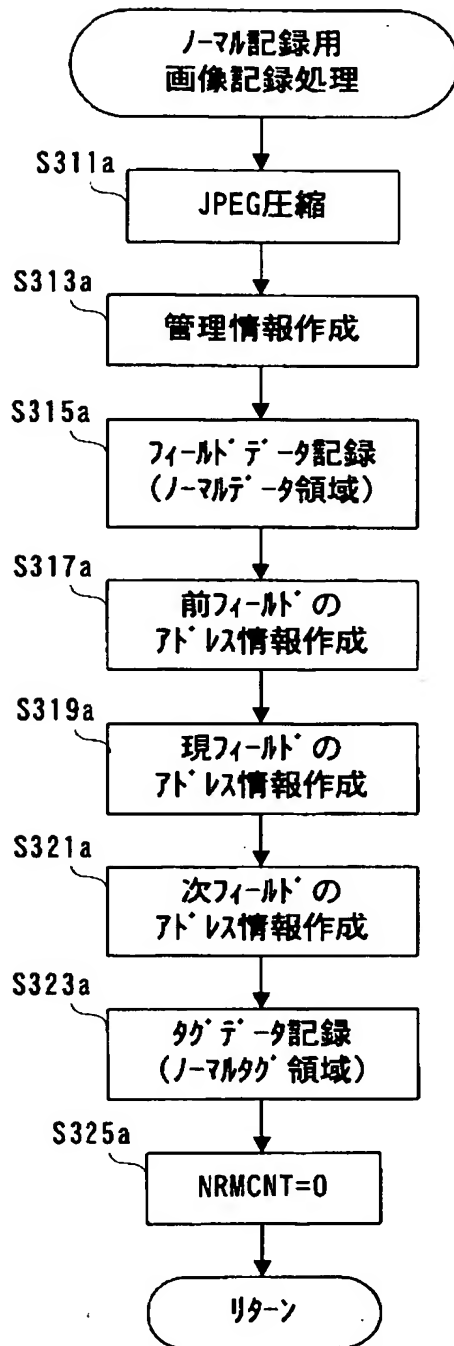 ノーマル記録用
画像記録処理
S311a
JPEG圧縮
S313a
管理情報作成
S315a
フィールドデータ記録
(ノーマルデータ領域)
S317a
前フィールドの
アドレス情報作成
S319a
現フィールドの
アドレス情報作成
S321a
次フィールドの
アドレス情報作成
S323a
タグデータ記録
(ノーマルタグ領域)
S325a
NRMCNT=0
リターン